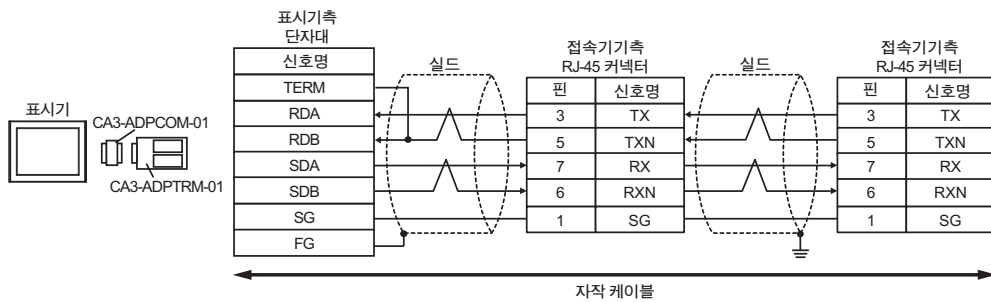 표시기
CA3-ADPCOM-01
CA3-ADPTRM-01
표시기측
단자대
신호명
TERM
RDA
RDB
SDA
SDB
SG
FG
실드
접속기기측
RJ-45 커넥터
핀 신호명
3 TX
5 TXN
7 RX
6 RXN
1 SG
실드
접속기기측
RJ-45 커넥터
핀 신호명
3 TX
5 TXN
7 RX
6 RXN
1 SG
자작 케이블